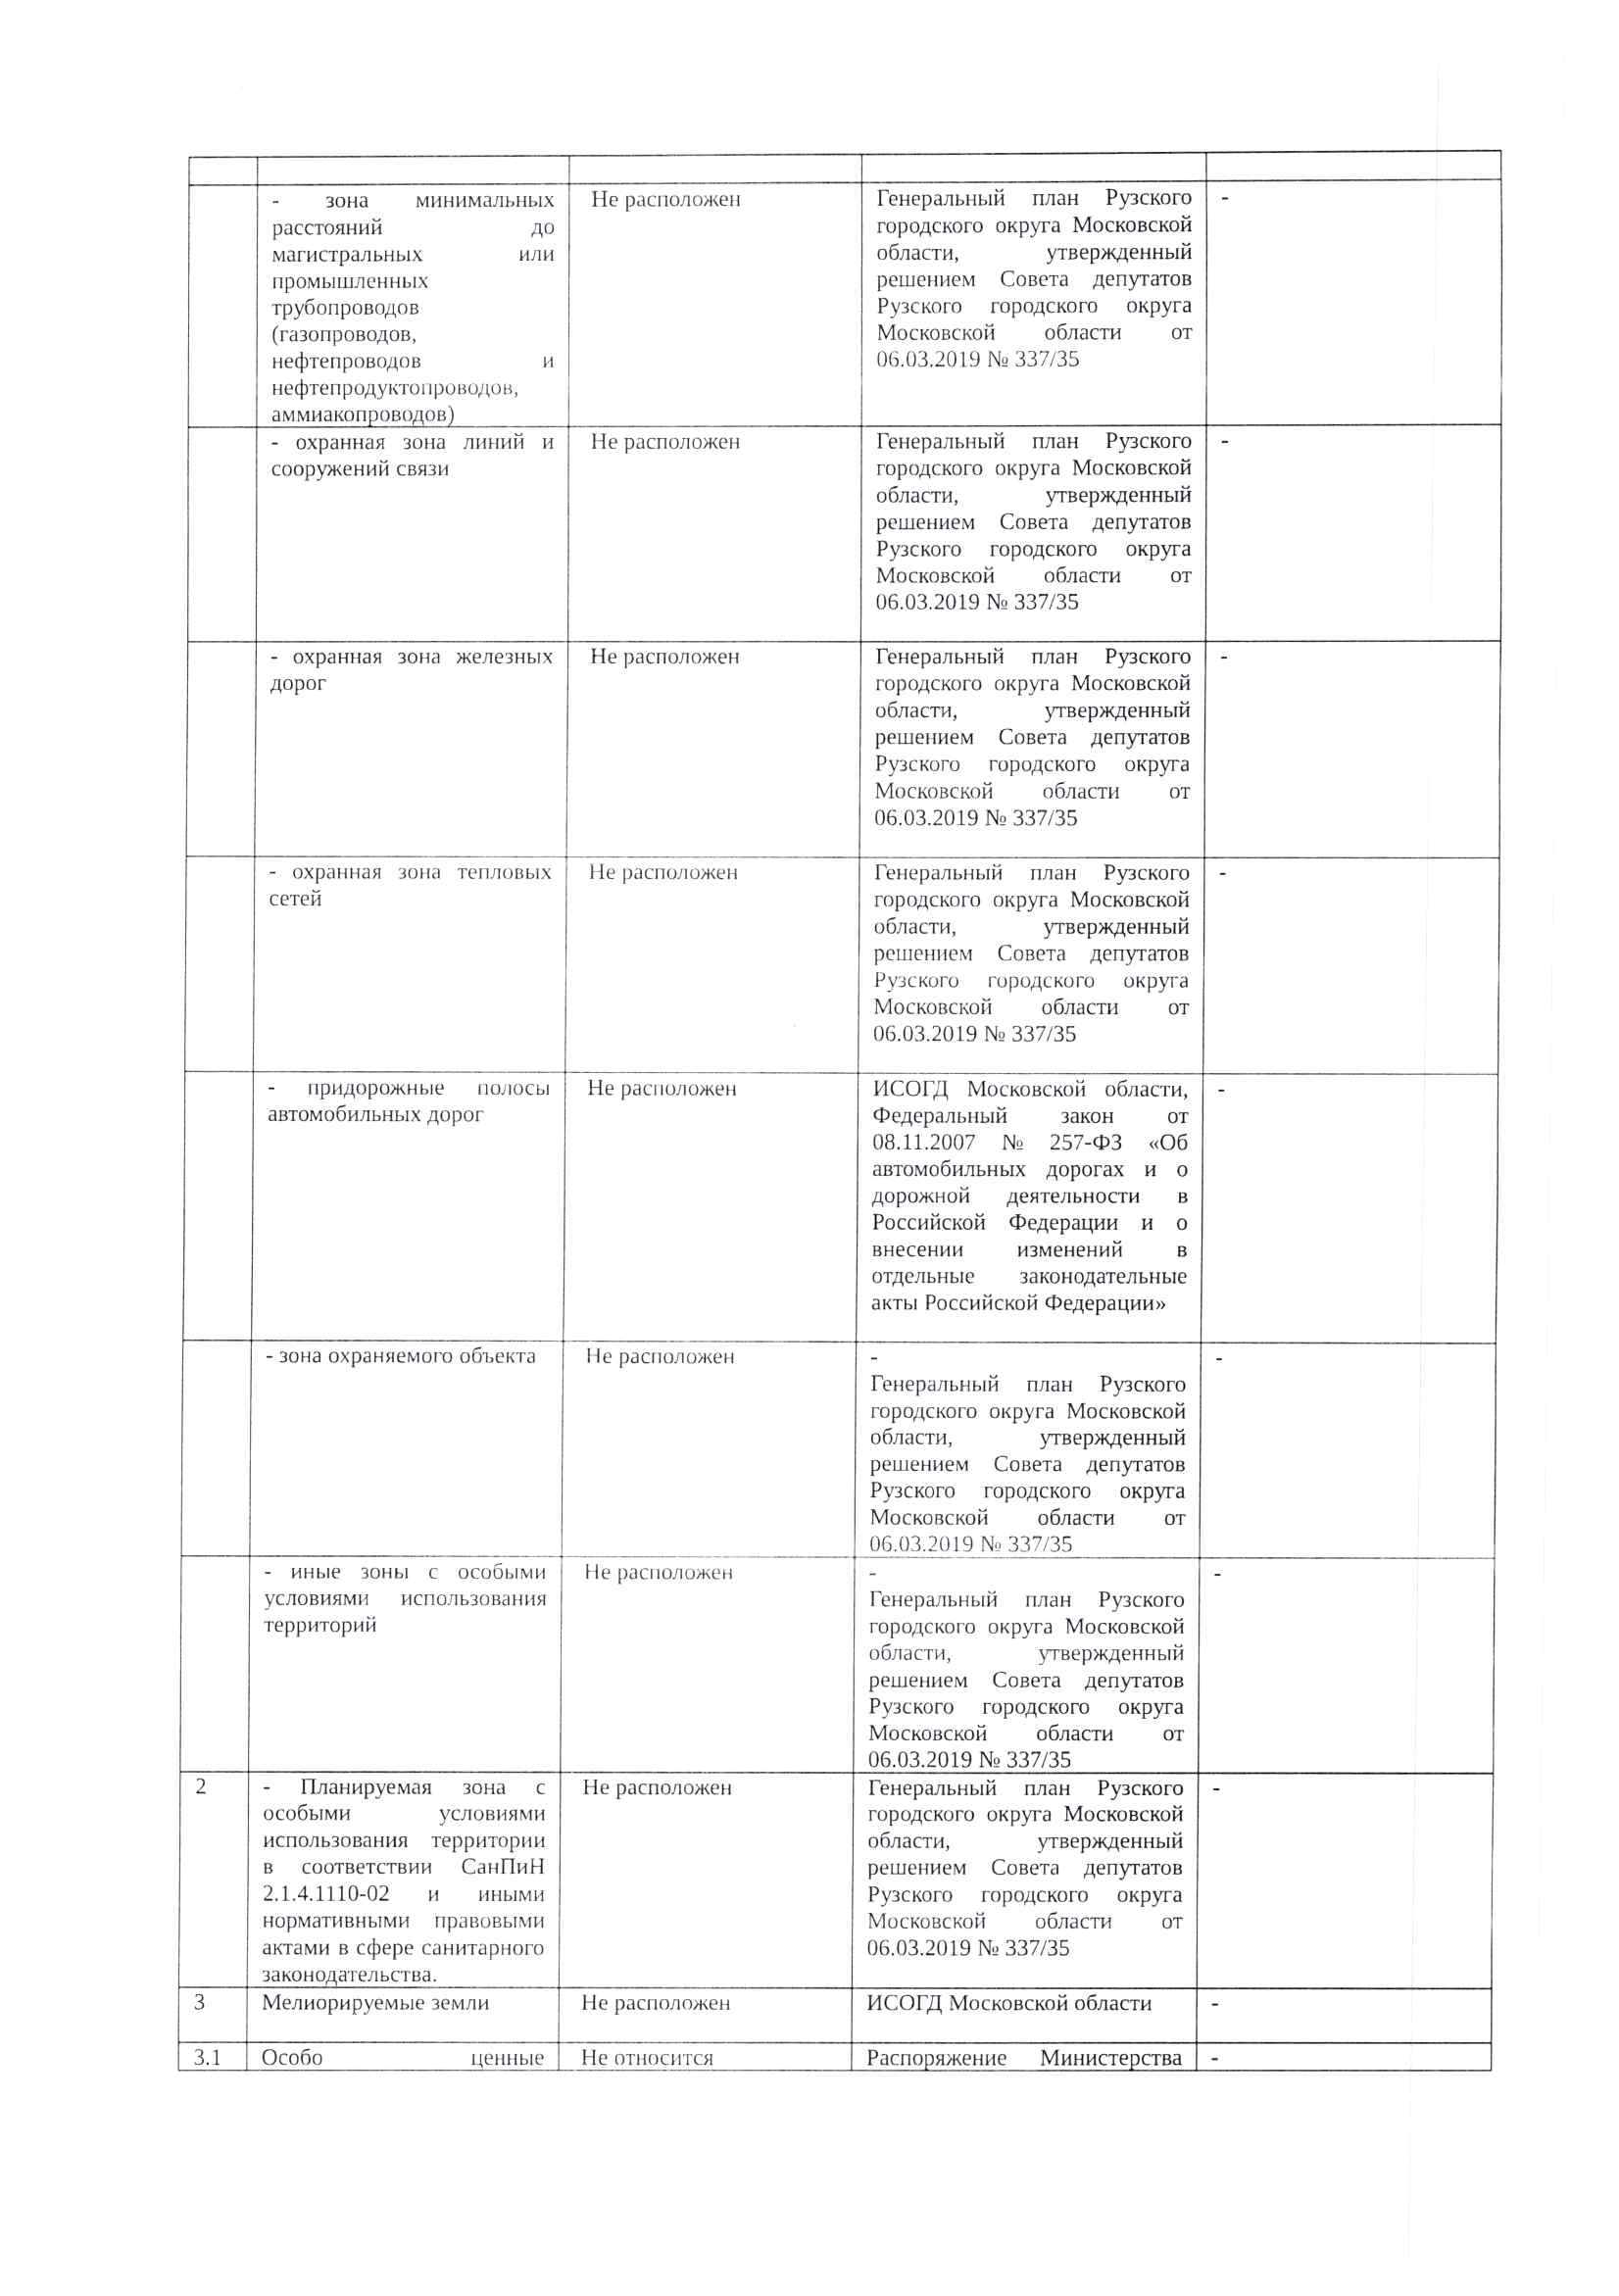 - зона минимальных
расстояний до
магистральных или
промышленных
трубопроводов
(газопроводов,
нефтепроводов и
нефтепродуктопроводов,
аммиакопроводов)
Не расположен
Генеральный план Рузского
городского округа Московской
области, утвержденный
решением Совета депутатов
Рузского городского округа
Московской области от
06.03.2019 № 337/35
-
- охранная зона линий и
сооружений связи
Не расположен
Генеральный план Рузского
городского округа Московской
области, утвержденный
решением Совета депутатов
Рузского городского округа
Московской области от
06.03.2019 № 337/35
-
- охранная зона железных
дорог
Не расположен
Генеральный план Рузского
городского округа Московской
области, утвержденный
решением Совета депутатов
Рузского городского округа
Московской области от
06.03.2019 № 337/35
-
- охранная зона тепловых
сетей
Не расположен
Генеральный план Рузского
городского округа Московской
области, утвержденный
решением Совета депутатов
Рузского городского округа
Московской области от
06.03.2019 № 337/35
-
- придорожные полосы
автомобильных дорог
Не расположен
ИСОГД Московской области,
Федеральный закон от
08.11.2007 № 257-ФЗ «Об
автомобильных дорогах и о
дорожной деятельности в
Российской Федерации и о
внесении изменений в
отдельные законодательные
акты Российской Федерации»
-
- зона охраняемого объекта
Не расположен
-
Генеральный план Рузского
городского округа Московской
области, утвержденный
решением Совета депутатов
Рузского городского округа
Московской области от
06.03.2019 № 337/35
-
- иные зоны с особыми
условиями использования
территорий
Не расположен
-
Генеральный план Рузского
городского округа Московской
области, утвержденный
решением Совета депутатов
Рузского городского округа
Московской области от
06.03.2019 № 337/35
-
2
- Планируемая зона с
особыми условиями
использования территории
в соответствии СанПиН
2.1.4.1110-02 и иными
нормативными правовыми
актами в сфере санитарного
законодательства.
Не расположен
Генеральный план Рузского
городского округа Московской
области, утвержденный
решением Совета депутатов
Рузского городского округа
Московской области от
06.03.2019 № 337/35
-
3
Мелиорируемые земли
Не расположен
ИСОГД Московской области
-
3.1
Особо ценные
Не относится
Распоряжение Министерства
-